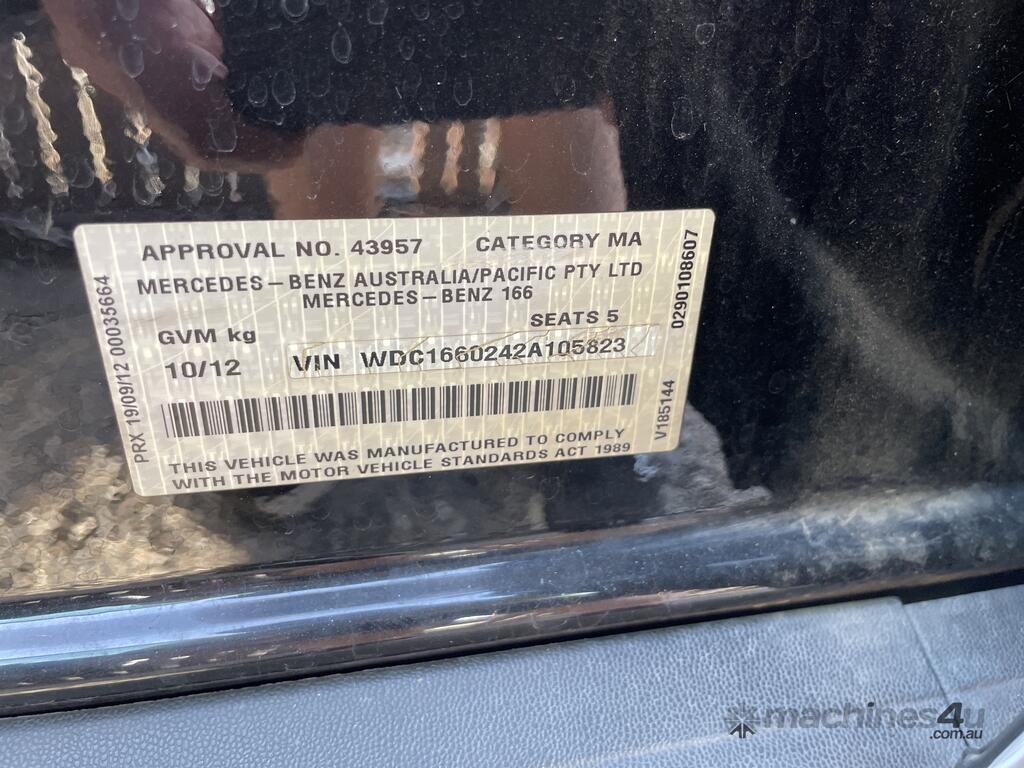 APPROVAL NO. 43957 CATEGORY MA
MERCEDES-BENZ AUSTRALIA/PACIFIC PTY LTD
MERCEDES-BENZ 166
SEATS 5
GVM kg
10/12 VIN WDC1660242A105823
THIS VEHICLE WAS MANUFACTURED TO COMPLY
WITH THE MOTOR VEHICLE STANDARDS ACT 1989
PRX 19/09/12 00035664
0290108607
V185144
machines4u
.com.au